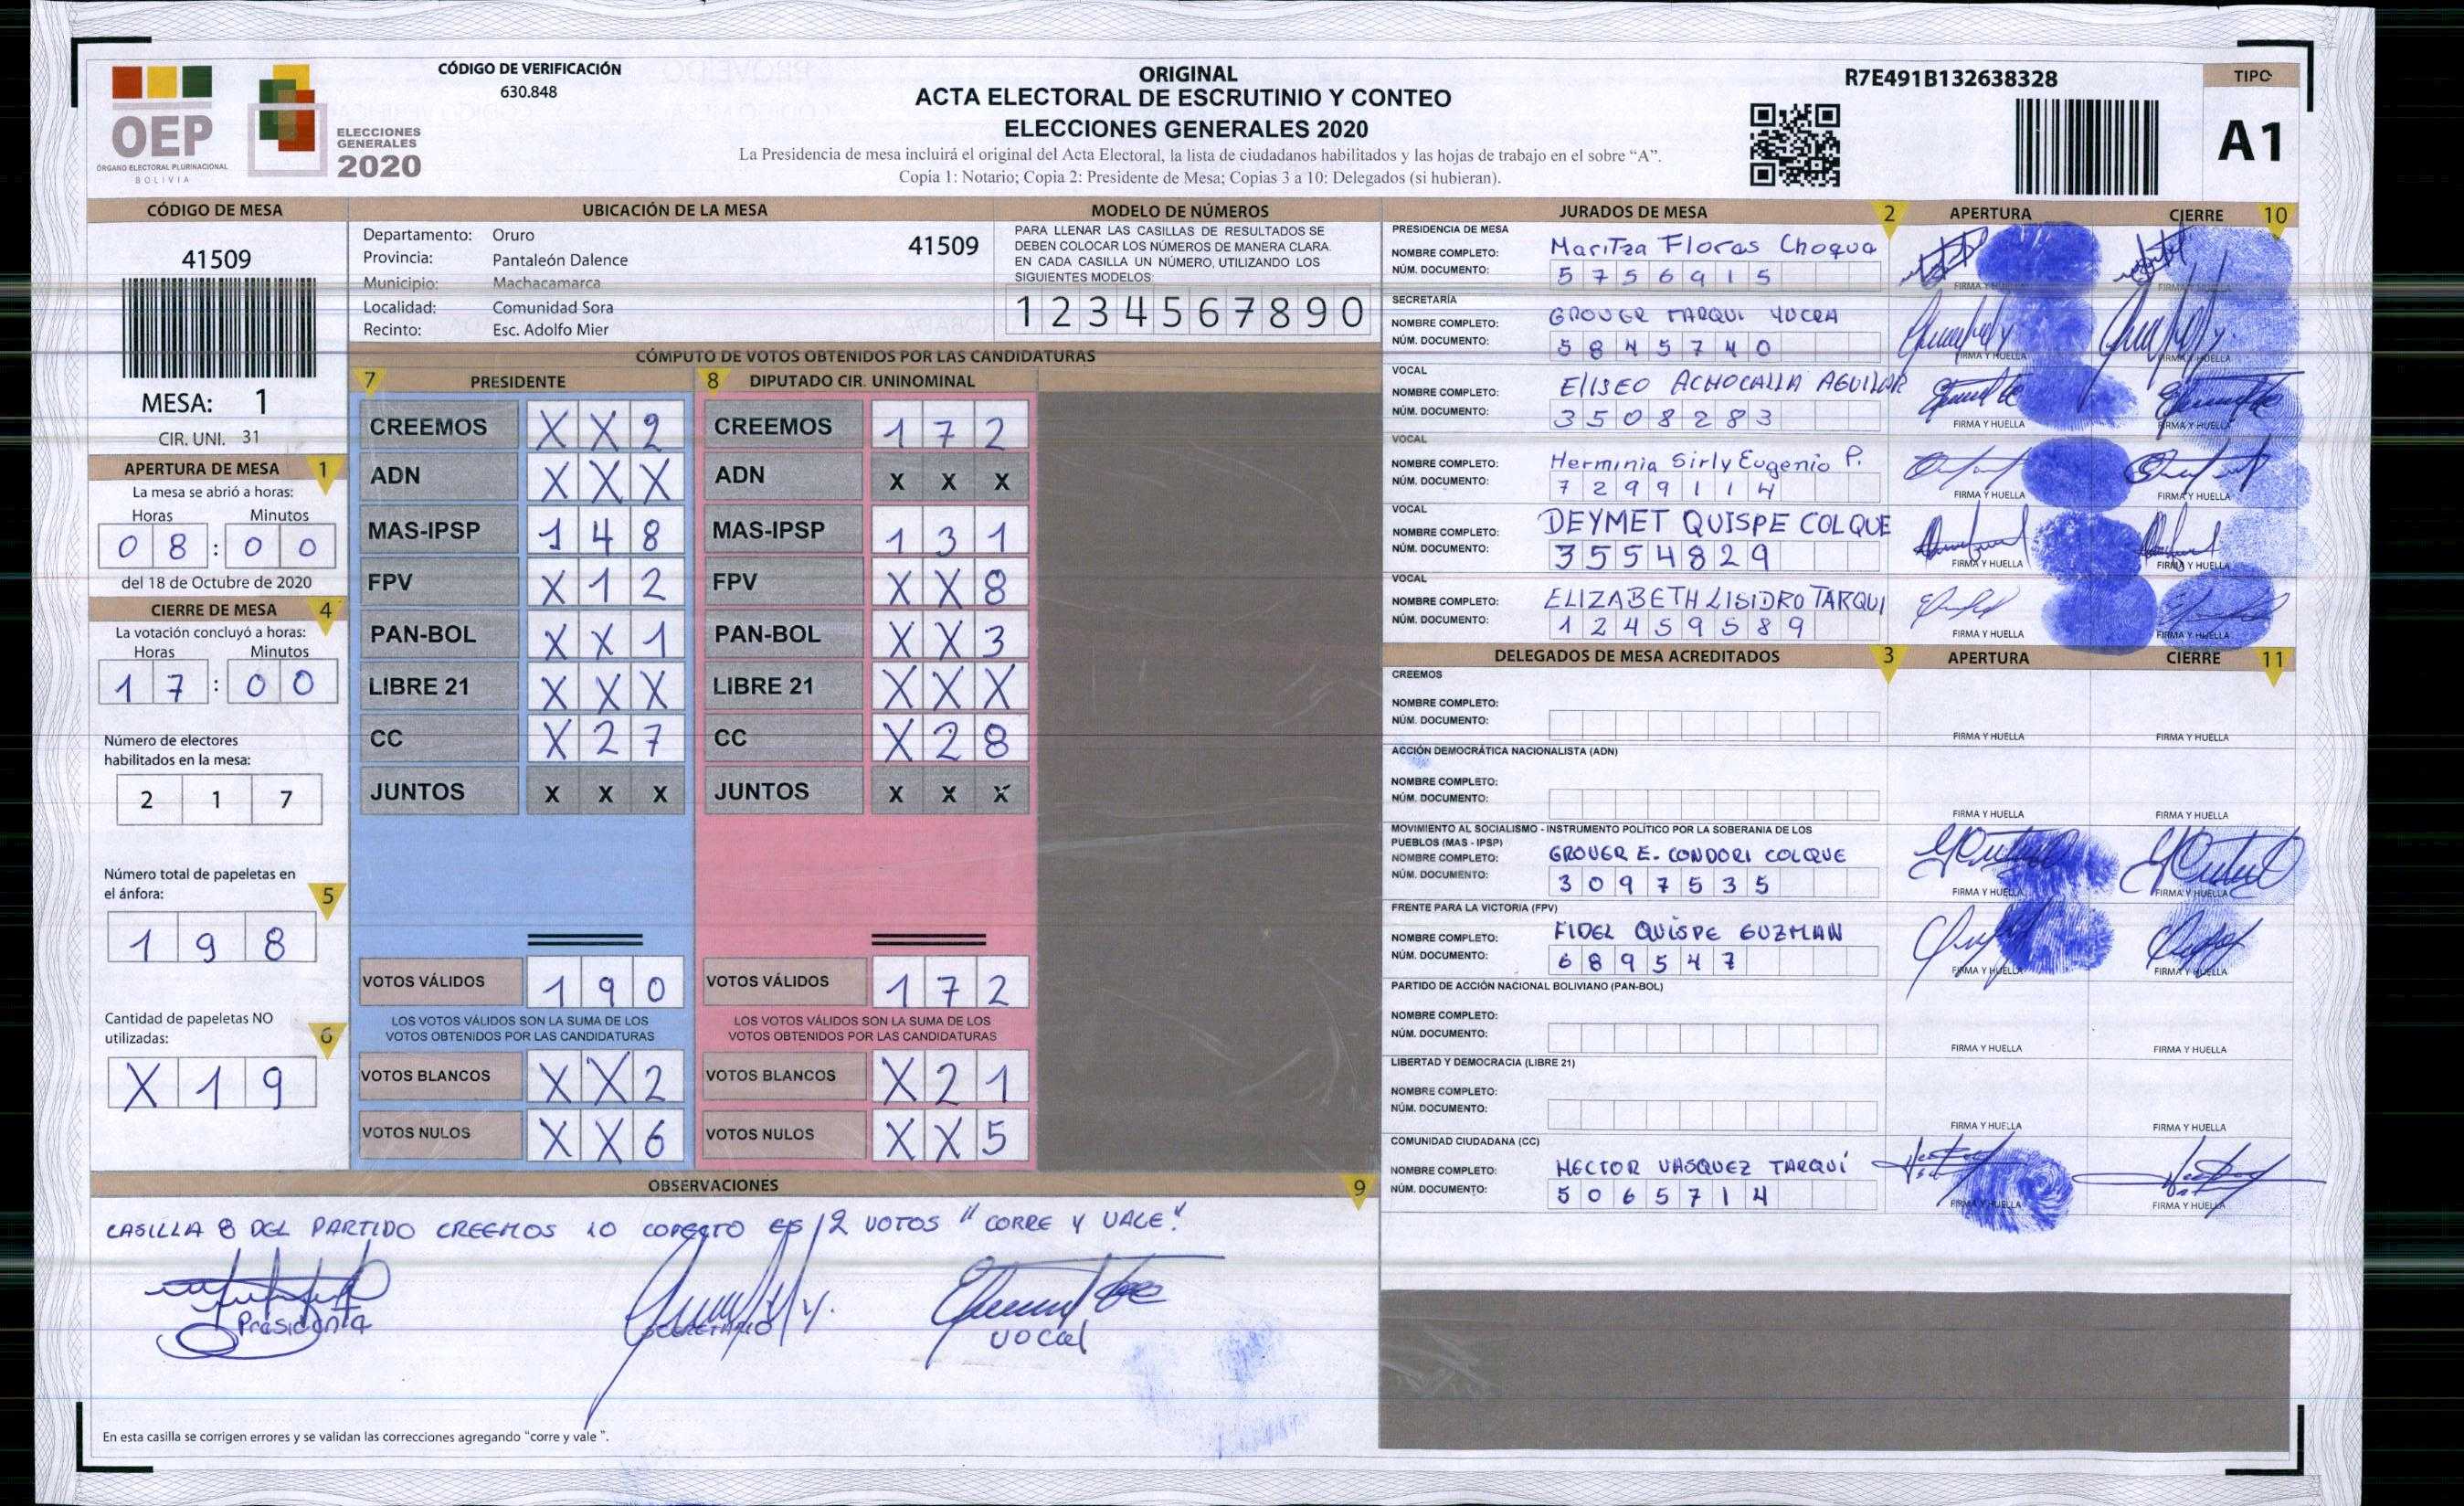 CÓDIGO DE VERIFICACIÓN
630.848
OEP
ÓRGANO ELECTORAL PLURINACIONAL
BOLIVIA
ELECCIONES
GENERALES
2020
ORIGINAL
ACTA ELECTORAL DE ESCRUTINIO Y CONTEO
ELECCIONES GENERALES 2020
La Presidencia de mesa incluirá el original del Acta Electoral, la lista de ciudadanos habilitados y las hojas de trabajo en el sobre “A”.
Copia 1: Notario; Copia 2: Presidente de Mesa; Copias 3 a 10: Delegados (si hubieran).
R7E491B132638328
TIPO
A1
CÓDIGO DE MESA
41509
MESA: 1
CIR. UNI. 31
APERTURA DE MESA 1
La mesa se abrió a horas:
Horas Minutos
0 8 : 0 0
del 18 de Octubre de 2020
CIERRE DE MESA 4
La votación concluyó a horas:
Horas Minutos
1 7 : 0 0
Número de electores
habilitados en la mesa:
2 1 7
Número total de papeletas en
el ánfora: 5
1 9 8
Cantidad de papeletas NO
utilizadas: 6
X 1 9
UBICACIÓN DE LA MESA
Departamento: Oruro 41509
Provincia: Pantaleón Dalence
Municipio: Machacamarca
Localidad: Comunidad Sora
Recinto: Esc. Adolfo Mier
MODELO DE NÚMEROS
PARA LLENAR LAS CASILLAS DE RESULTADOS SE
DEBEN COLOCAR LOS NÚMEROS DE MANERA CLARA.
EN CADA CASILLA UN NÚMERO, UTILIZANDO LOS
SIGUIENTES MODELOS:
1 2 3 4 5 6 7 8 9 0
CÓMPUTO DE VOTOS OBTENIDOS POR LAS CANDIDATURAS
7 PRESIDENTE 8 DIPUTADO CIR. UNINOMINAL
CREEMOS X X 2 CREEMOS 1 7 2
ADN X X X ADN X X X
MAS-IPSP 1 4 8 MAS-IPSP 1 3 1
FPV X 1 2 FPV X X 8
PAN-BOL X X 1 PAN-BOL X X 3
LIBRE 21 X X X LIBRE 21 X X X
CC X 2 7 CC X 2 8
JUNTOS X X X JUNTOS X X X
VOTOS VÁLIDOS 1 9 0 VOTOS VÁLIDOS 1 7 2
LOS VOTOS VÁLIDOS SON LA SUMA DE LOS LOS VOTOS VÁLIDOS SON LA SUMA DE LOS
VOTOS OBTENIDOS POR LAS CANDIDATURAS VOTOS OBTENIDOS POR LAS CANDIDATURAS
VOTOS BLANCOS X X 2 VOTOS BLANCOS X 2 1
VOTOS NULOS X X 6 VOTOS NULOS X X 5
OBSERVACIONES 9
CASILLA 8 DEL PARTIDO CREEMOS LO CORECTO ES 2 VOTOS "CORRE Y VALE"
Presidenta SECRETARIO VOCAL
En esta casilla se corrigen errores y se validan las correcciones agregando “corre y vale ”.
JURADOS DE MESA 2 APERTURA CIERRE 10
PRESIDENCIA DE MESA
NOMBRE COMPLETO: Maritza Flores Choque
NÚM. DOCUMENTO: 5 7 5 6 9 1 5
FIRMA Y HUELLA FIRMA Y HUELLA
SECRETARÍA
NOMBRE COMPLETO: GROVER TARQUI YUCRA
NÚM. DOCUMENTO: 5 8 4 5 7 4 0
FIRMA Y HUELLA FIRMA Y HUELLA
VOCAL
NOMBRE COMPLETO: ELISEO ACHOCALLA AGUILAR
NÚM. DOCUMENTO: 3 5 0 8 2 8 3
FIRMA Y HUELLA FIRMA Y HUELLA
VOCAL
NOMBRE COMPLETO: Herminia Sirly Eugenio P.
NÚM. DOCUMENTO: 7 2 9 9 1 1 4
FIRMA Y HUELLA FIRMA Y HUELLA
VOCAL
NOMBRE COMPLETO: DEYMET QUISPE COLQUE
NÚM. DOCUMENTO: 3 5 5 4 8 2 9
FIRMA Y HUELLA FIRMA Y HUELLA
VOCAL
NOMBRE COMPLETO: ELIZABETH LISIDRO TARQUI
NÚM. DOCUMENTO: 1 2 4 5 9 5 8 9
FIRMA Y HUELLA FIRMA Y HUELLA
DELEGADOS DE MESA ACREDITADOS 3 APERTURA CIERRE 11
CREEMOS
NOMBRE COMPLETO:
NÚM. DOCUMENTO:
FIRMA Y HUELLA FIRMA Y HUELLA
ACCIÓN DEMOCRÁTICA NACIONALISTA (ADN)
NOMBRE COMPLETO:
NÚM. DOCUMENTO:
FIRMA Y HUELLA FIRMA Y HUELLA
MOVIMIENTO AL SOCIALISMO - INSTRUMENTO POLÍTICO POR LA SOBERANIA DE LOS
PUEBLOS (MAS - IPSP)
NOMBRE COMPLETO: GROVER E. CONDORI COLQUE
NÚM. DOCUMENTO: 3 0 9 7 5 3 5
FIRMA Y HUELLA FIRMA Y HUELLA
FRENTE PARA LA VICTORIA (FPV)
NOMBRE COMPLETO: FIDEL QUISPE GUZMAN
NÚM. DOCUMENTO: 6 8 9 5 4 7
FIRMA Y HUELLA FIRMA Y HUELLA
PARTIDO DE ACCIÓN NACIONAL BOLIVIANO (PAN-BOL)
NOMBRE COMPLETO:
NÚM. DOCUMENTO:
FIRMA Y HUELLA FIRMA Y HUELLA
LIBERTAD Y DEMOCRACIA (LIBRE 21)
NOMBRE COMPLETO:
NÚM. DOCUMENTO:
FIRMA Y HUELLA FIRMA Y HUELLA
COMUNIDAD CIUDADANA (CC)
NOMBRE COMPLETO: HECTOR VASQUEZ TARQUÍ
NÚM. DOCUMENTO: 5 0 6 5 7 1 4
FIRMA Y HUELLA FIRMA Y HUELLA